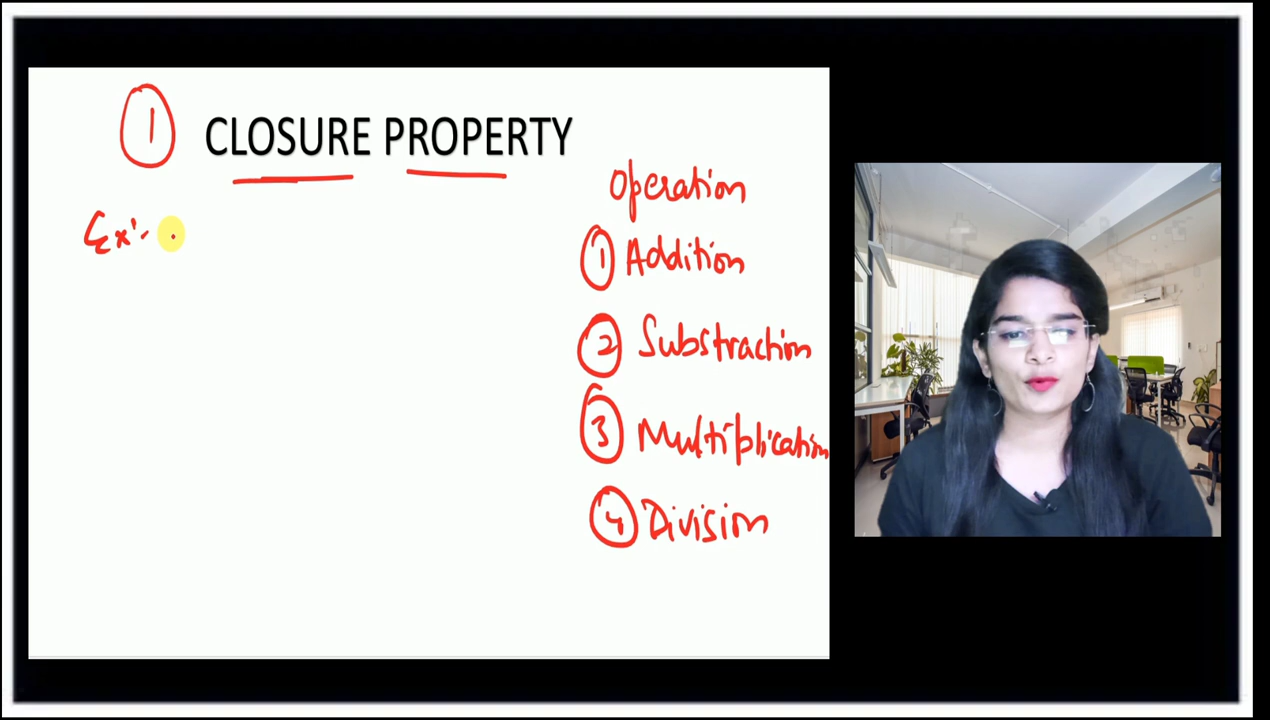 1 CLOSURE PROPERTY
Ex:-
Operation
1 Addition
2 Substraction
3 Multiplication
4 Division